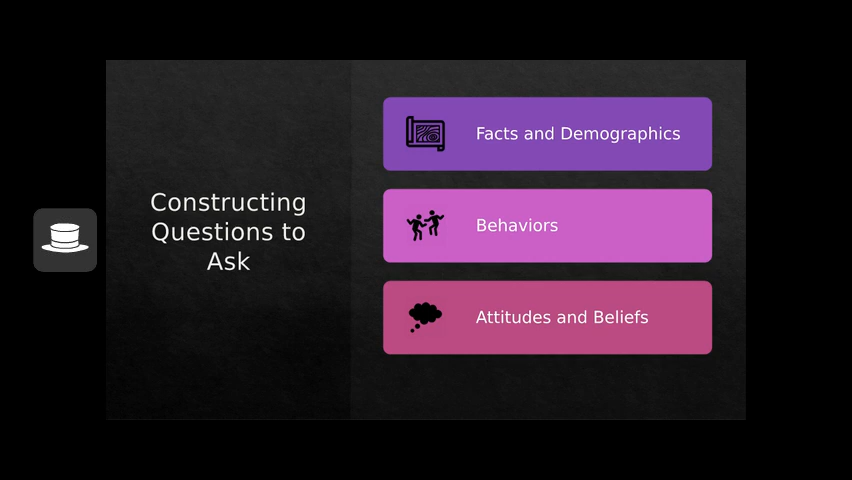 Constructing
Questions to
Ask
Facts and Demographics
Behaviors
Attitudes and Beliefs